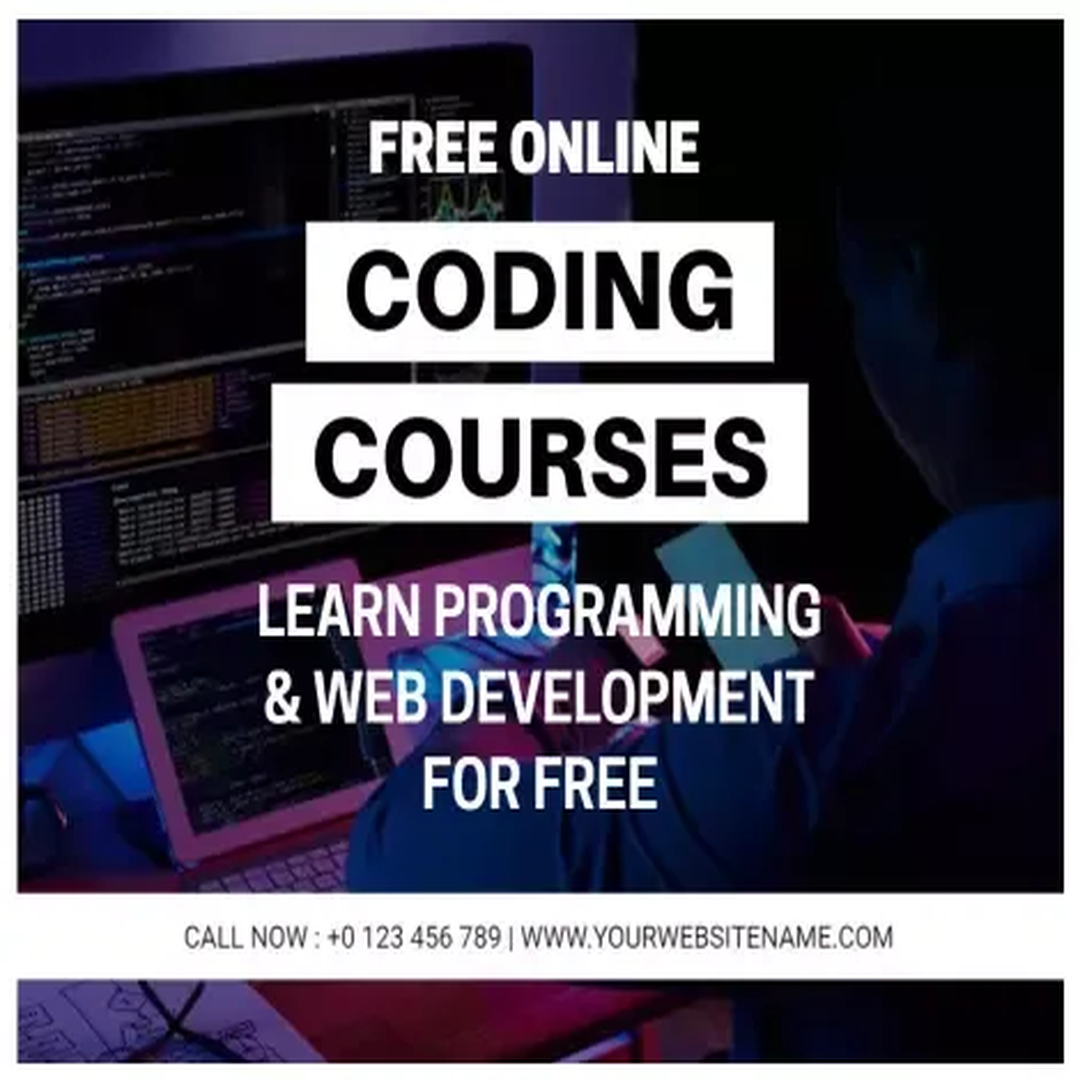 FREE ONLINE
CODING
COURSES
LEARN PROGRAMMING
& WEB DEVELOPMENT
FOR FREE
CALL NOW : +0 123 456 789 | WWW.YOURWEBSITENAME.COM